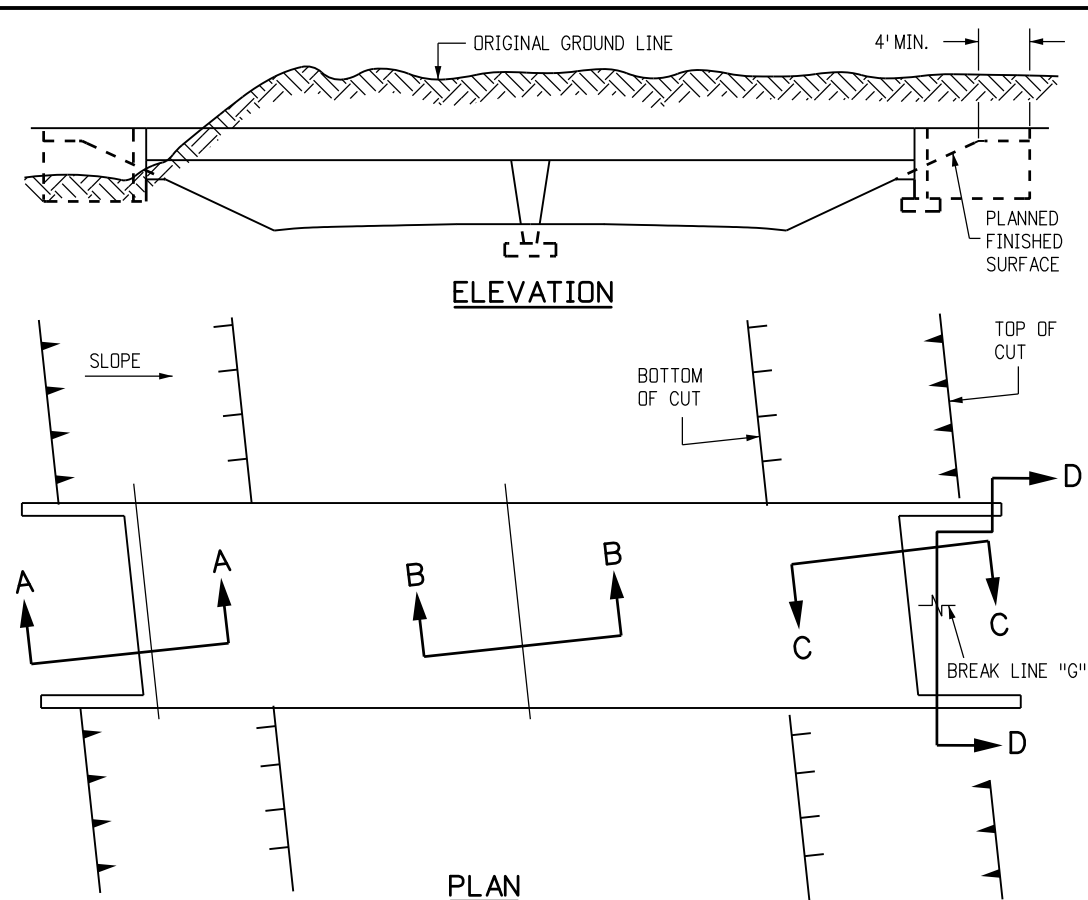 ORIGINAL GROUND LINE
4' MIN.
PLANNED
FINISHED
SURFACE
ELEVATION
SLOPE
BOTTOM
OF CUT
TOP OF
CUT
D
A
A
B
B
C
C
BREAK LINE "G"
D
PLAN